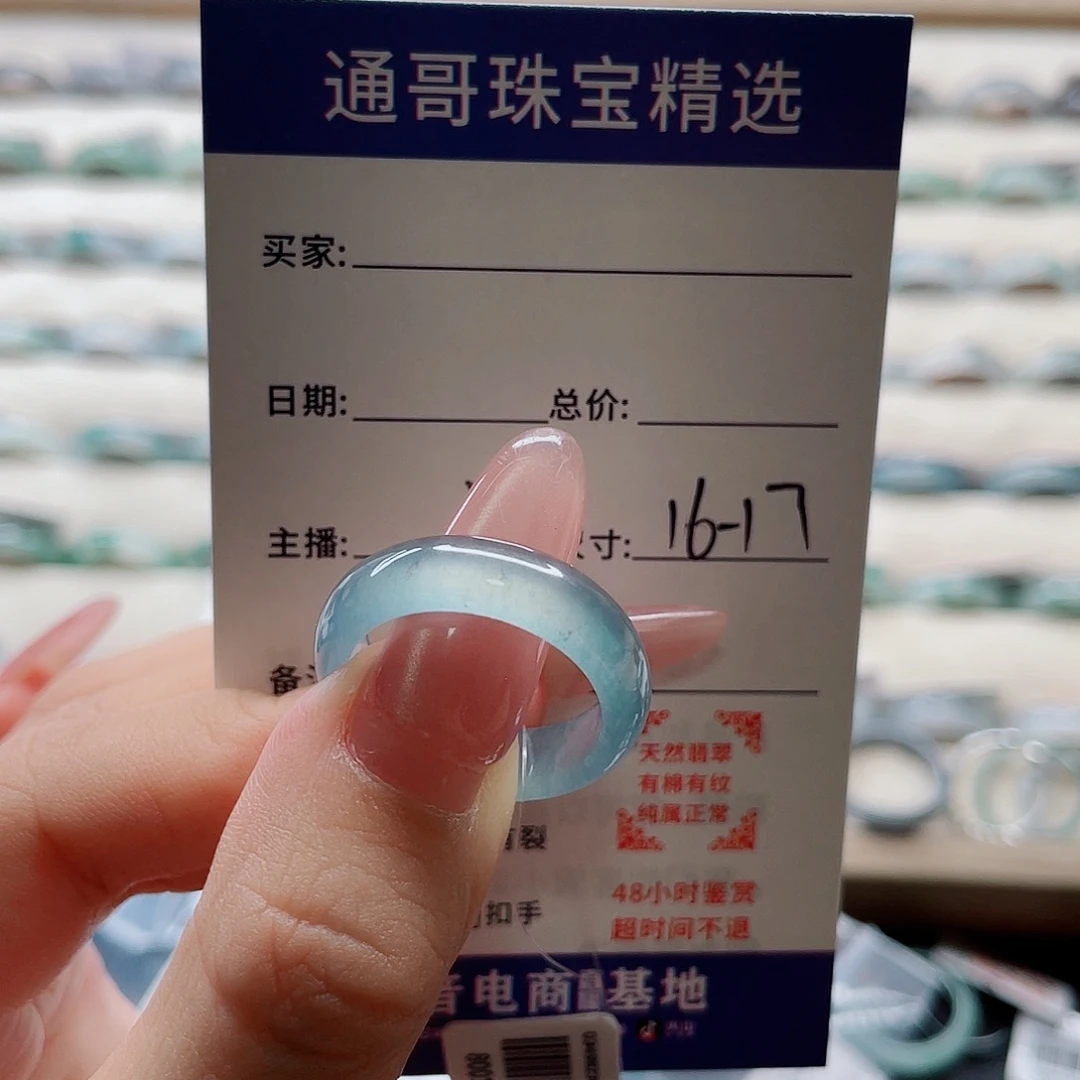 通哥珠宝精选
买家:
日期: 总价:
主播: 寸: 16-17
备
天然翡翠
有棉有纹
纯属正常
裂
48小时鉴赏
扣手
超时间不退
音电商 基地